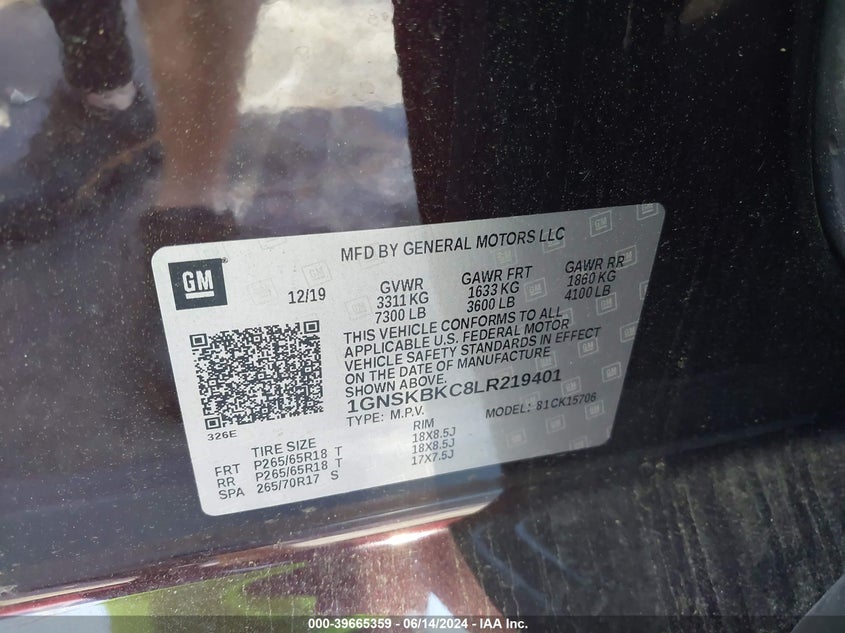 MFD BY GENERAL MOTORS LLC
GM
12/19
GVWR
3311 KG
7300 LB
GAWR FRT
1633 KG
3600 LB
GAWR RR
1860 KG
4100 LB
THIS VEHICLE CONFORMS TO ALL
APPLICABLE U.S. FEDERAL MOTOR
VEHICLE SAFETY STANDARDS IN EFFECT
ON THE DATE OF MANUFACTURE
SHOWN ABOVE.
1GNSKBKC8LR219401
TYPE: M.P.V. MODEL: 81CK15706
326E
TIRE SIZE RIM
FRT P265/65R18 T 18X8.5J
RR P265/65R18 T 18X8.5J
SPA 265/70R17 S 17X7.5J
000-39665359 - 06/14/2024 - IAA Inc.